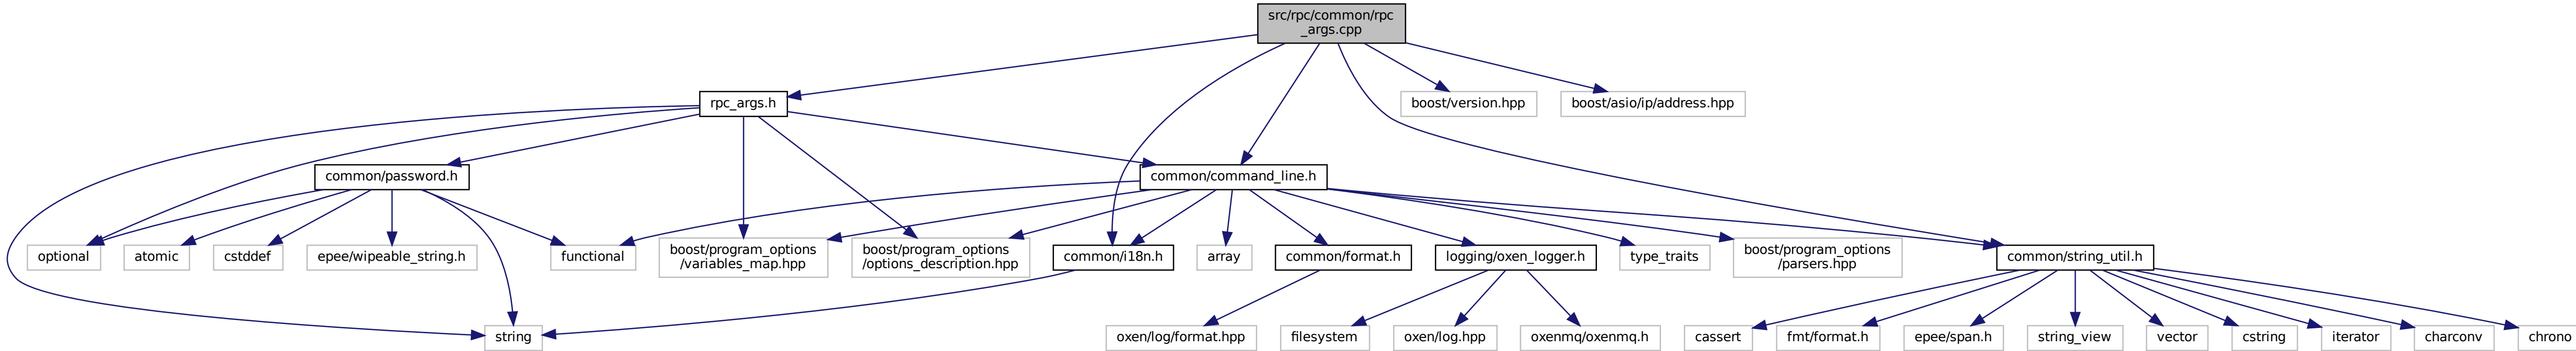 src/rpc/common/rpc
_args.cpp
rpc_args.h
boost/version.hpp
boost/asio/ip/address.hpp
common/password.h
common/command_line.h
optional
atomic
cstddef
epee/wipeable_string.h
functional
boost/program_options
/variables_map.hpp
boost/program_options
/options_description.hpp
common/i18n.h
array
common/format.h
logging/oxen_logger.h
type_traits
boost/program_options
/parsers.hpp
common/string_util.h
string
oxen/log/format.hpp
filesystem
oxen/log.hpp
oxenmq/oxenmq.h
cassert
fmt/format.h
epee/span.h
string_view
vector
cstring
iterator
charconv
chrono